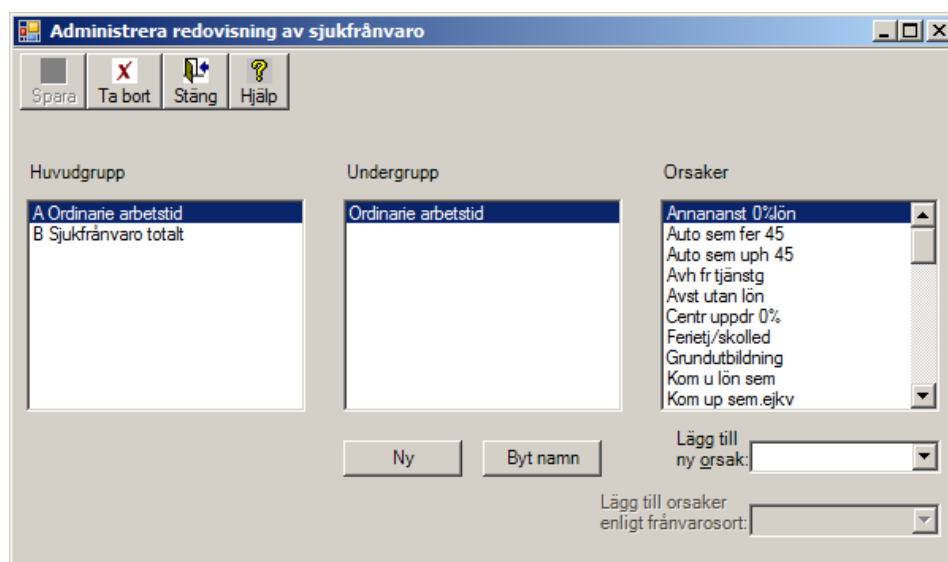 Administrera redovisning av sjukfrånvaro
Spara Ta bort Stäng Hjälp
Huvudgrupp
A Ordinarie arbetstid
B Sjukfrånvaro totalt
Undergrupp
Ordinarie arbetstid
Ny Byt namn
Orsaker
Annananst 0%lön
Auto sem fer 45
Auto sem uph 45
Avh fr tjänstg
Avst utan lön
Centr uppdr 0%
Ferietj/skolled
Grundutbildning
Kom u lön sem
Kom up sem.ejkv
Lägg till
ny orsak:
Lägg till orsaker
enligt frånvarosort: